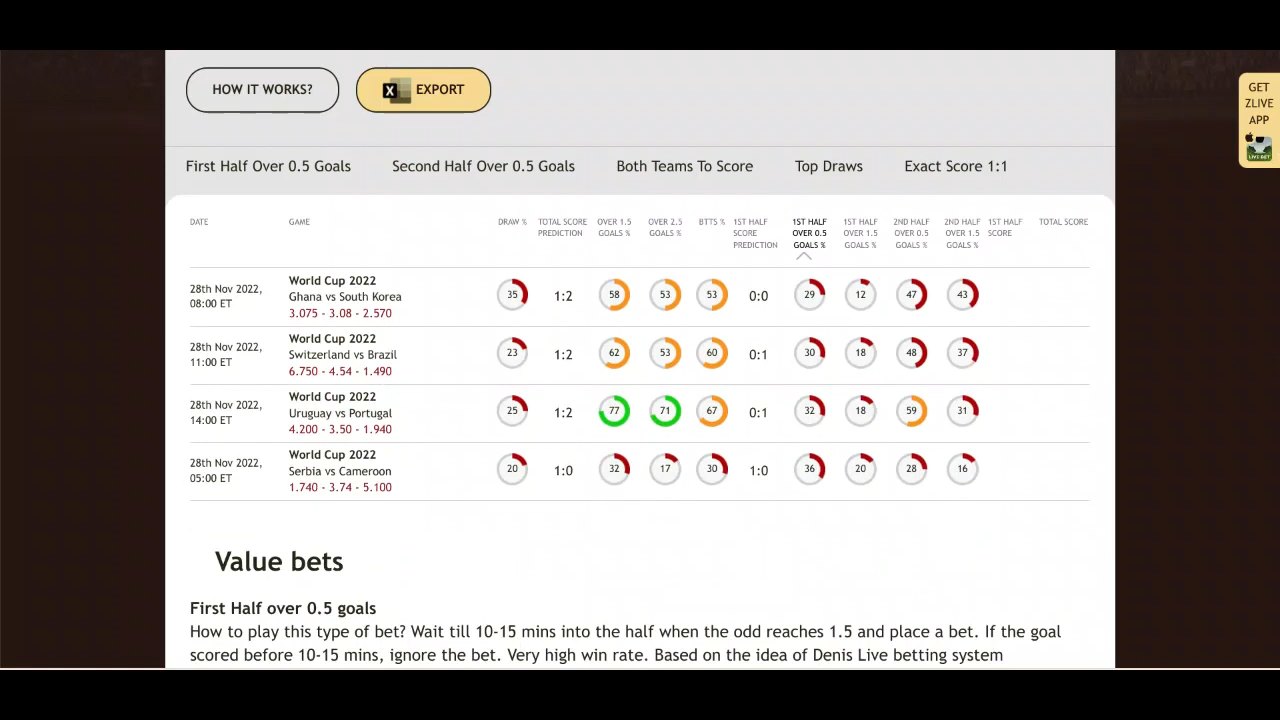 HOW IT WORKS?
X EXPORT
GET
ZLIVE
APP
LIVE BET
First Half Over 0.5 Goals Second Half Over 0.5 Goals Both Teams To Score Top Draws Exact Score 1:1
DATE GAME DRAW % TOTAL SCORE PREDICTION OVER 1.5 GOALS % OVER 2.5 GOALS % BTTS % 1ST HALF SCORE PREDICTION 1ST HALF OVER 0.5 GOALS % 1ST HALF OVER 1.5 GOALS % 2ND HALF OVER 0.5 GOALS % 2ND HALF OVER 1.5 GOALS % 1ST HALF SCORE TOTAL SCORE
World Cup 2022
28th Nov 2022, 08:00 ET Ghana vs South Korea 35 1:2 58 53 53 0:0 29 12 47 43
3.075 - 3.08 - 2.570
World Cup 2022
28th Nov 2022, 11:00 ET Switzerland vs Brazil 23 1:2 62 53 60 0:1 30 18 48 37
6.750 - 4.54 - 1.490
World Cup 2022
28th Nov 2022, 14:00 ET Uruguay vs Portugal 25 1:2 77 71 67 0:1 32 18 59 31
4.200 - 3.50 - 1.940
World Cup 2022
28th Nov 2022, 05:00 ET Serbia vs Cameroon 20 1:0 32 17 30 1:0 36 20 28 16
1.740 - 3.74 - 5.100
Value bets
First Half over 0.5 goals
How to play this type of bet? Wait till 10-15 mins into the half when the odd reaches 1.5 and place a bet. If the goal
scored before 10-15 mins, ignore the bet. Very high win rate. Based on the idea of Denis Live betting system